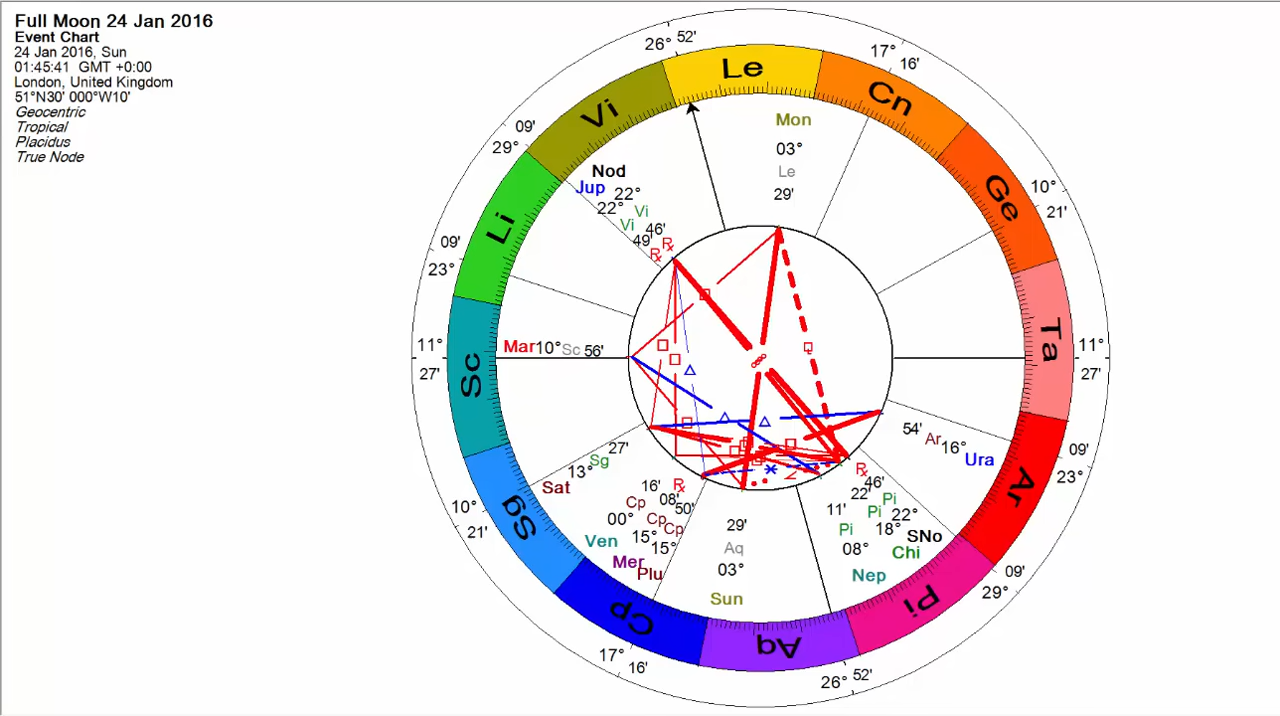 Full Moon 24 Jan 2016
Event Chart
24 Jan 2016, Sun
01:45:41 GMT +0:00
London, United Kingdom
51°N30' 000°W10'
Geocentric
Tropical
Placidus
True Node
26° 52'
17° 16'
10° 21'
11° 27'
09° 23'
29° 09'
26° 52'
17° 16'
10° 21'
11° 27'
23° 09'
29° 09'
Le
Cn
Ge
Ta
Ar
Pi
Aq
Cp
Sg
Sc
Li
Vi
Mon
03°
Le
29'
Nod
22°
Vi
46'
℞
Jup
22°
Vi
49'
℞
Mar 10° Sc 56'
Sat
13°
Sg
27'
Ven
00°
Cp
16'
Mer
15°
Cp
08'
℞
Plu
15°
Cp
50'
Sun
03°
Aq
29'
Nep
08°
Pi
11'
Chi
18°
Pi
22'
SNo
22°
Pi
46'
℞
Ura
16°
Ar
54'